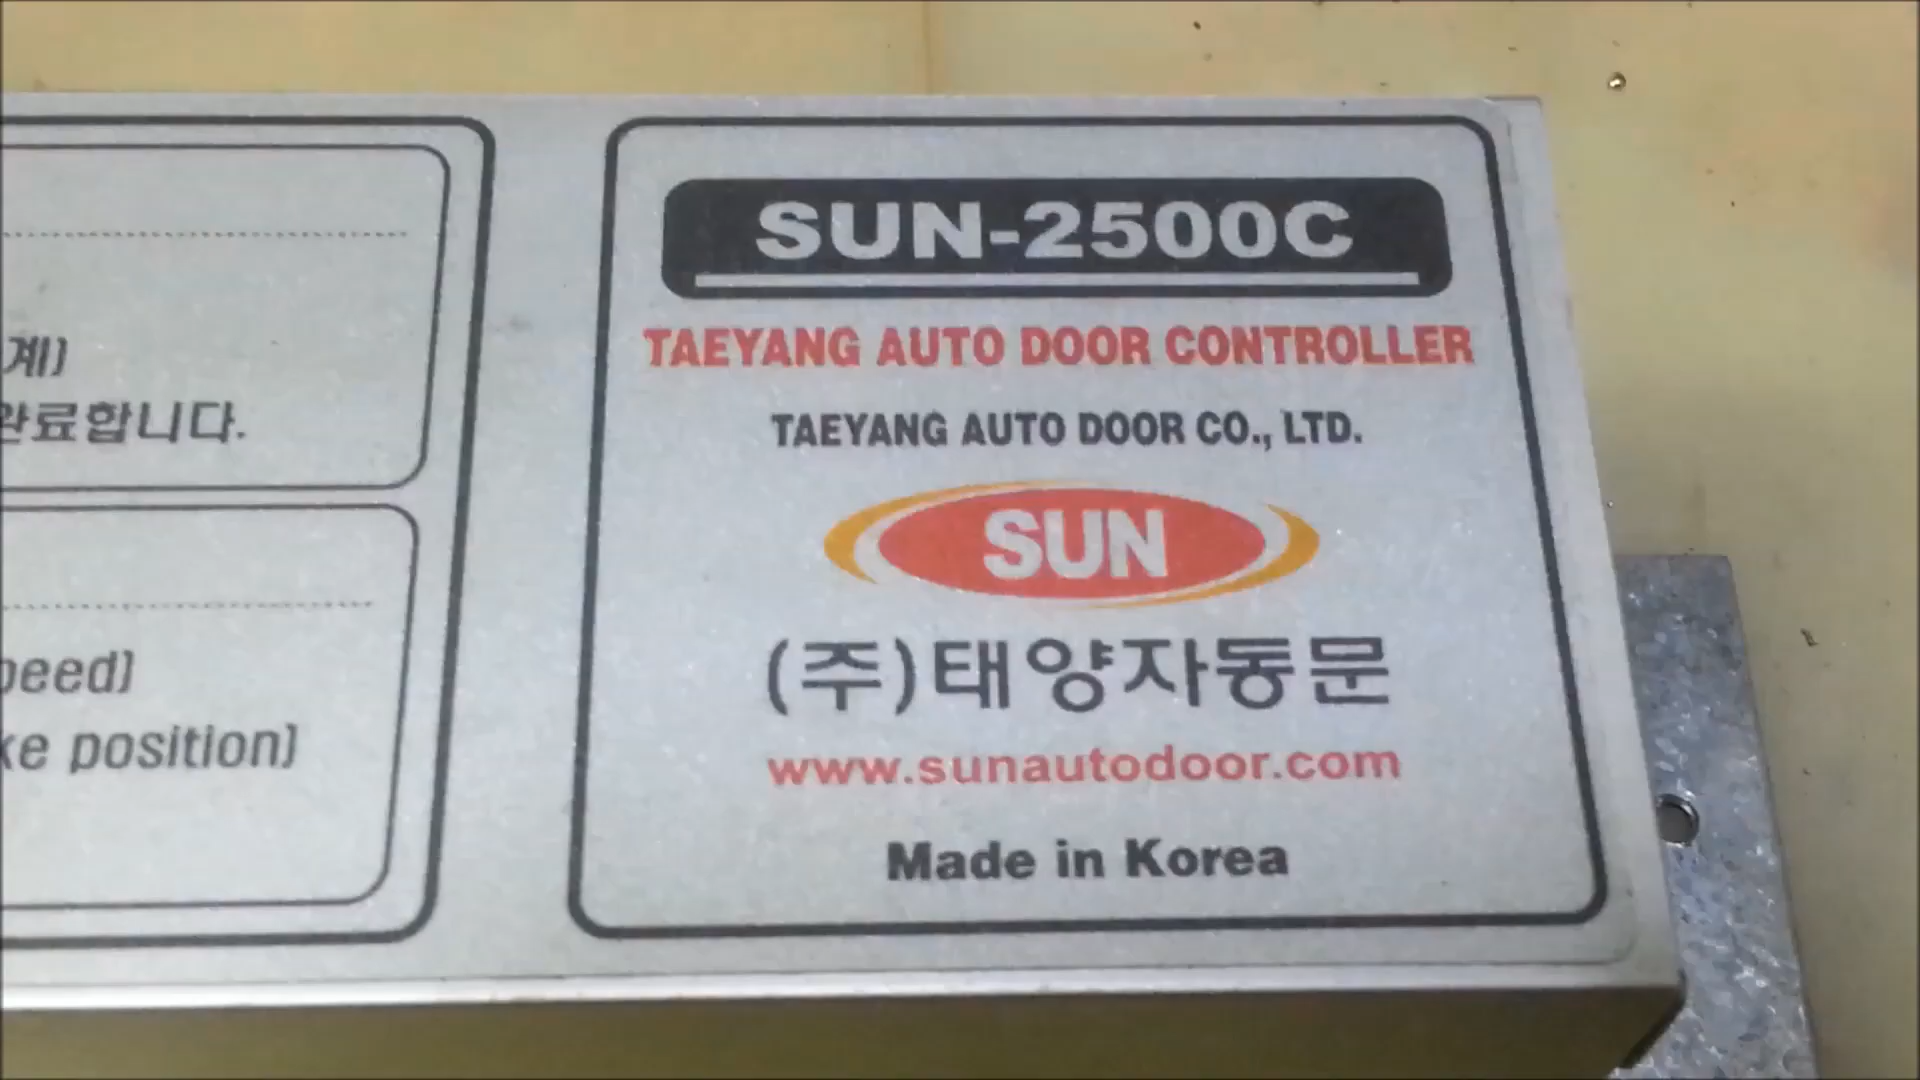 계)
완료합니다.
peed)
ke position)
SUN-2500C
TAEYANG AUTO DOOR CONTROLLER
TAEYANG AUTO DOOR CO., LTD.
SUN
(주)태양자동문
www.sunautodoor.com
Made in Korea